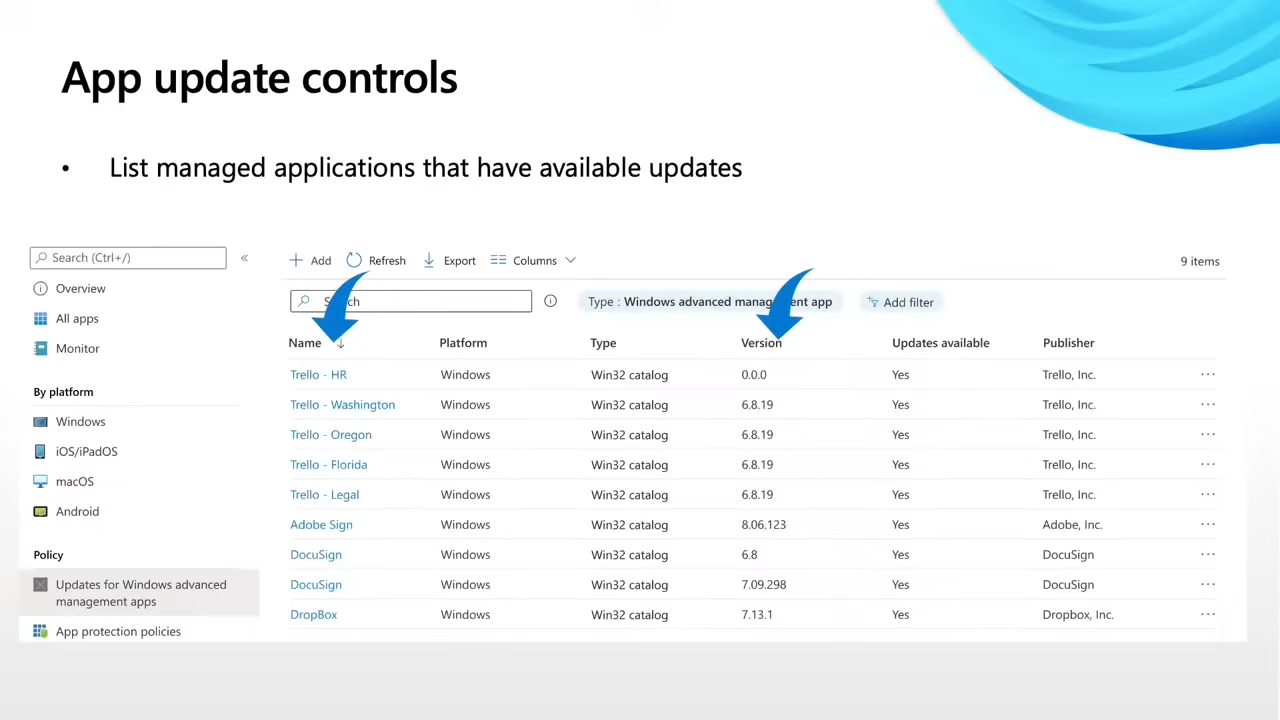 App update controls
• List managed applications that have available updates
Search (Ctrl+/) «
Overview
All apps
Monitor
By platform
Windows
iOS/iPadOS
macOS
Android
Policy
Updates for Windows advanced
management apps
App protection policies
+ Add Refresh Export Columns 9 items
Type : Windows advanced management app Add filter
Name ↓ Platform Type Version Updates available Publisher
Trello - HR Windows Win32 catalog 0.0.0 Yes Trello, Inc. ...
Trello - Washington Windows Win32 catalog 6.8.19 Yes Trello, Inc. ...
Trello - Oregon Windows Win32 catalog 6.8.19 Yes Trello, Inc. ...
Trello - Florida Windows Win32 catalog 6.8.19 Yes Trello, Inc. ...
Trello - Legal Windows Win32 catalog 6.8.19 Yes Trello, Inc. ...
Adobe Sign Windows Win32 catalog 8.06.123 Yes Adobe, Inc. ...
DocuSign Windows Win32 catalog 6.8 Yes DocuSign ...
DocuSign Windows Win32 catalog 7.09.298 Yes DocuSign ...
DropBox Windows Win32 catalog 7.13.1 Yes Dropbox, Inc. ...